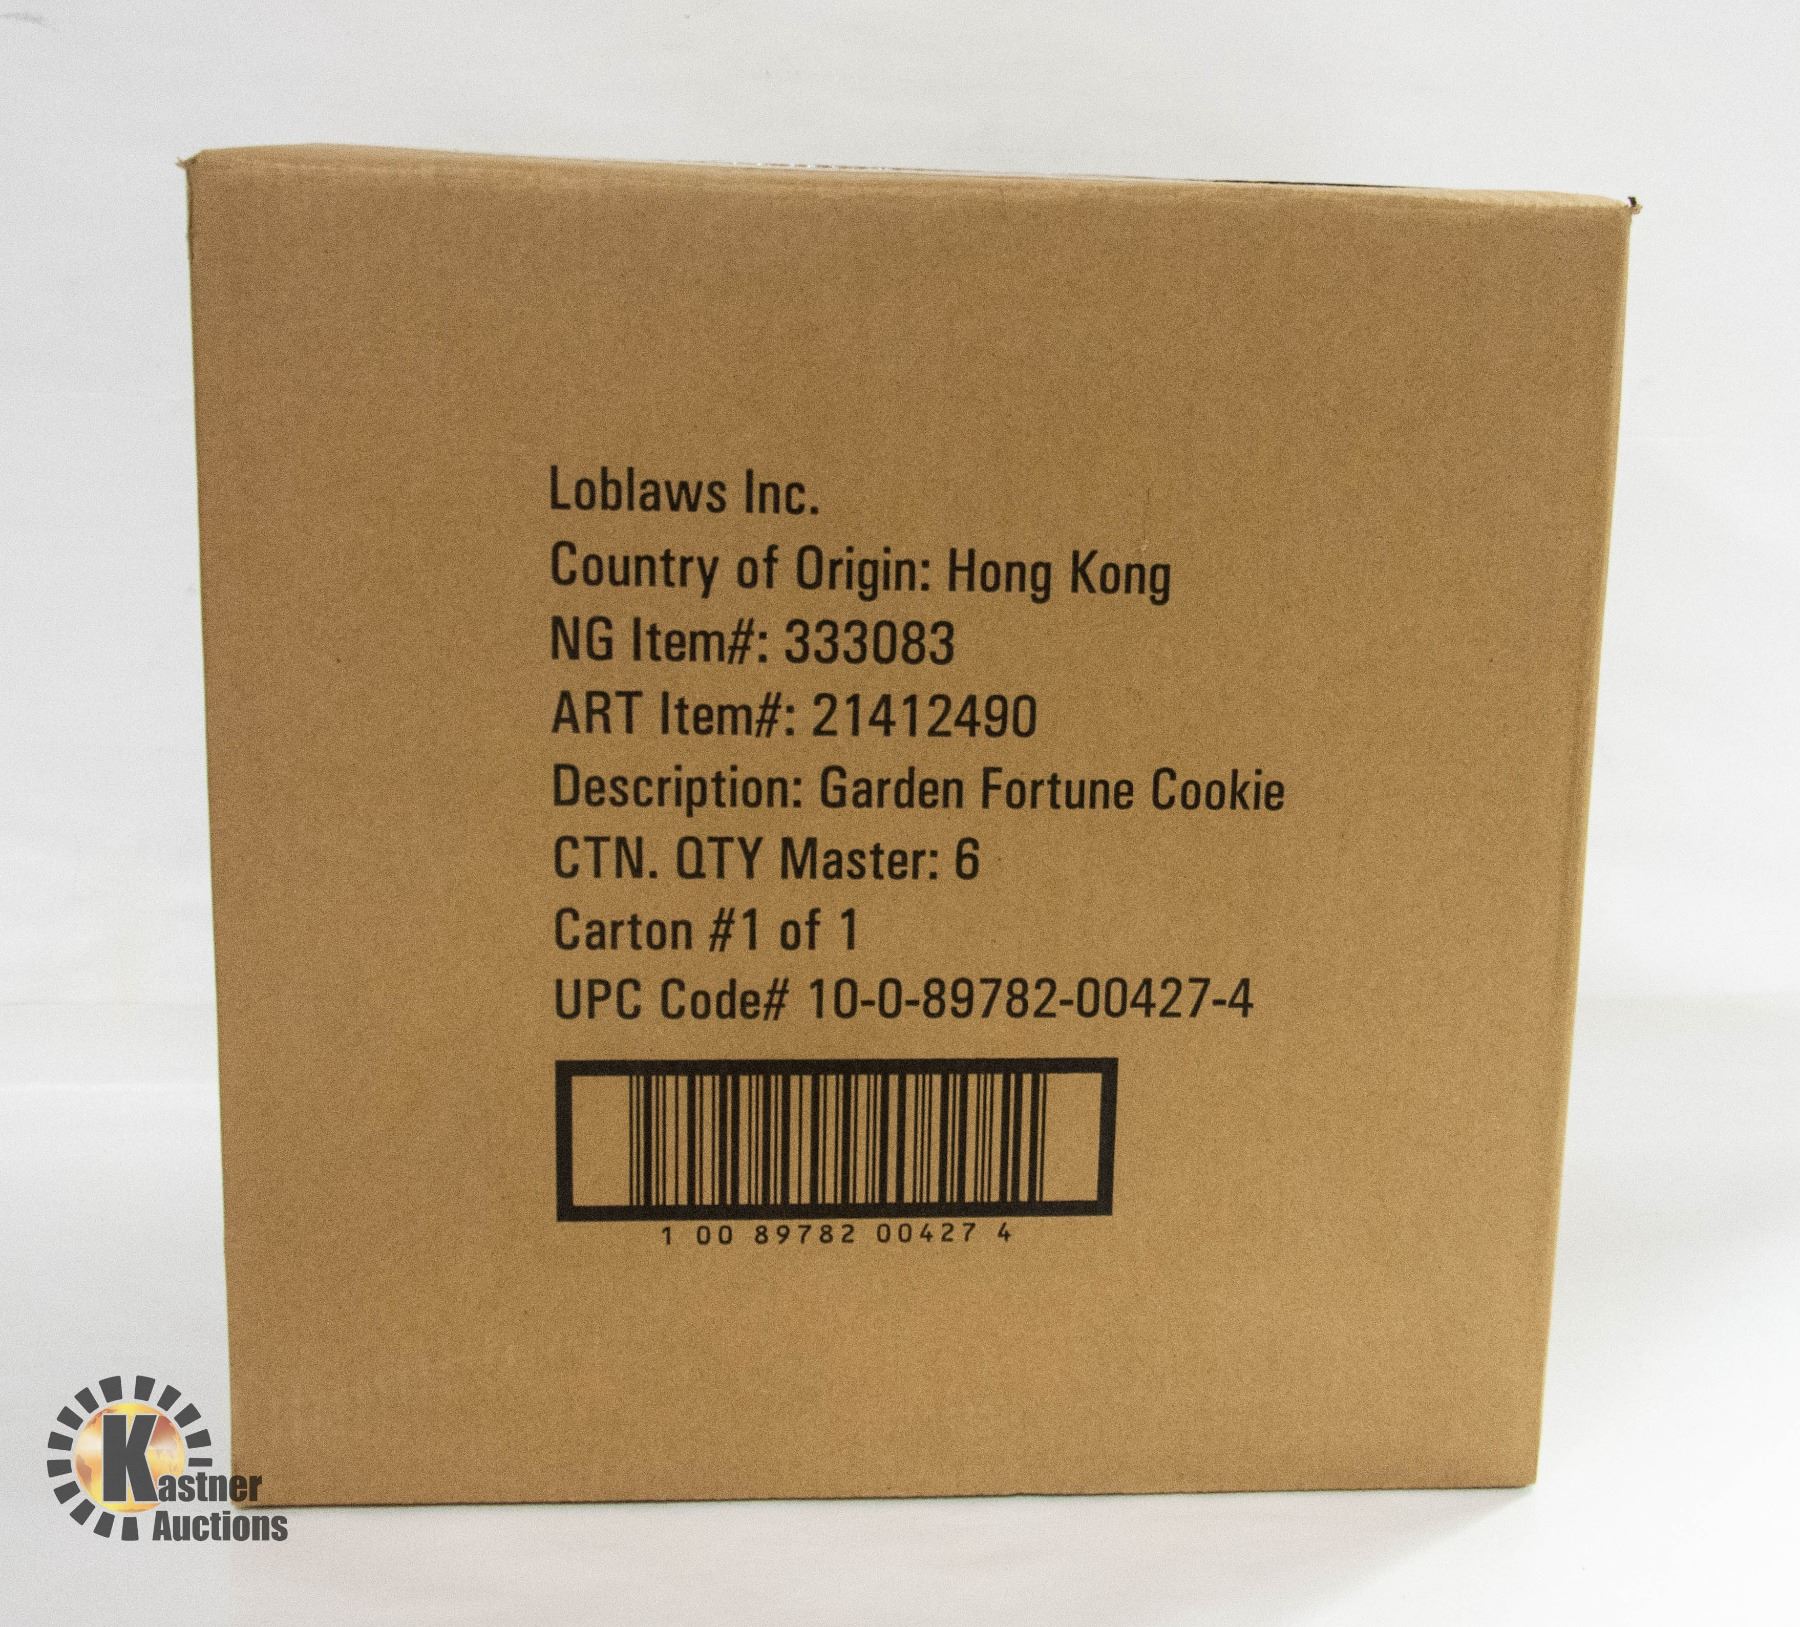 Loblaws Inc.
Country of Origin: Hong Kong
NG Item#: 333083
ART Item#: 21412490
Description: Garden Fortune Cookie
CTN. QTY Master: 6
Carton #1 of 1
UPC Code# 10-0-89782-00427-4
1 00 89782 00427 4
Kastner
Auctions